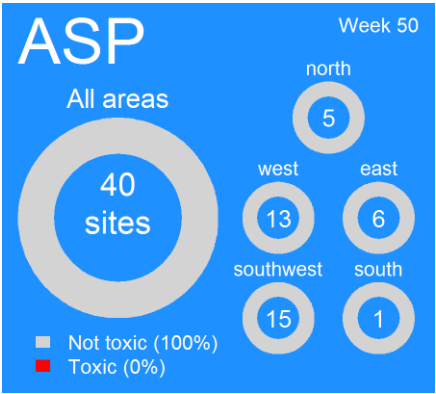 ASP
Week 50
All areas
40
sites
north
5
west
13
east
6
southwest
15
south
1
Not toxic (100%)
Toxic (0%)